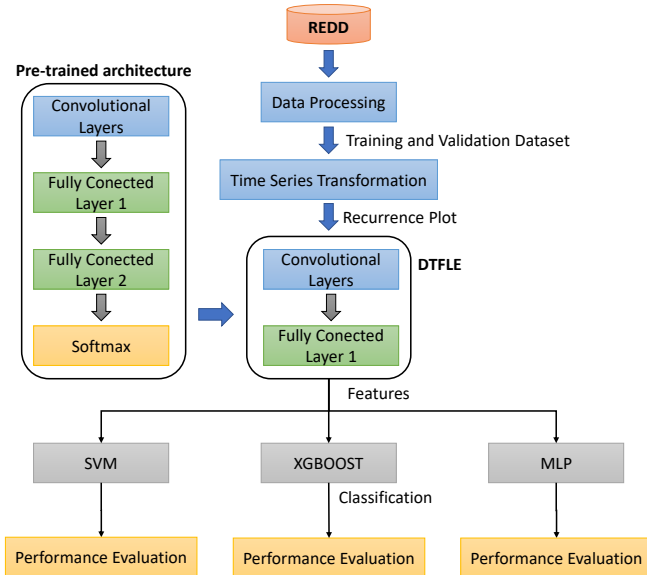 REDD
Pre-trained architecture
Convolutional
Layers
Fully Conected
Layer 1
Fully Conected
Layer 2
Softmax
Data Processing
Training and Validation Dataset
Time Series Transformation
Recurrence Plot
DTFLE
Convolutional
Layers
Fully Conected
Layer 1
Features
SVM
XGBOOST
MLP
Classification
Performance Evaluation
Performance Evaluation
Performance Evaluation